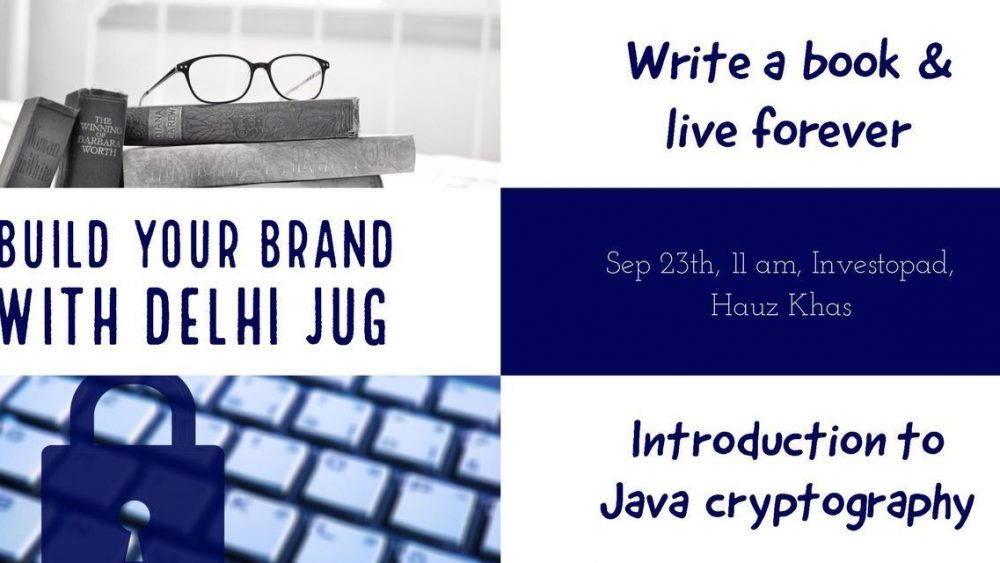 THE
WINNING
OF
BARBARA
WORTH
Write a book &
live forever
BUILD YOUR BRAND
WITH DELHI JUG
Sep 23th, 11 am, Investopad,
Hauz Khas
Introduction to
Java cryptography